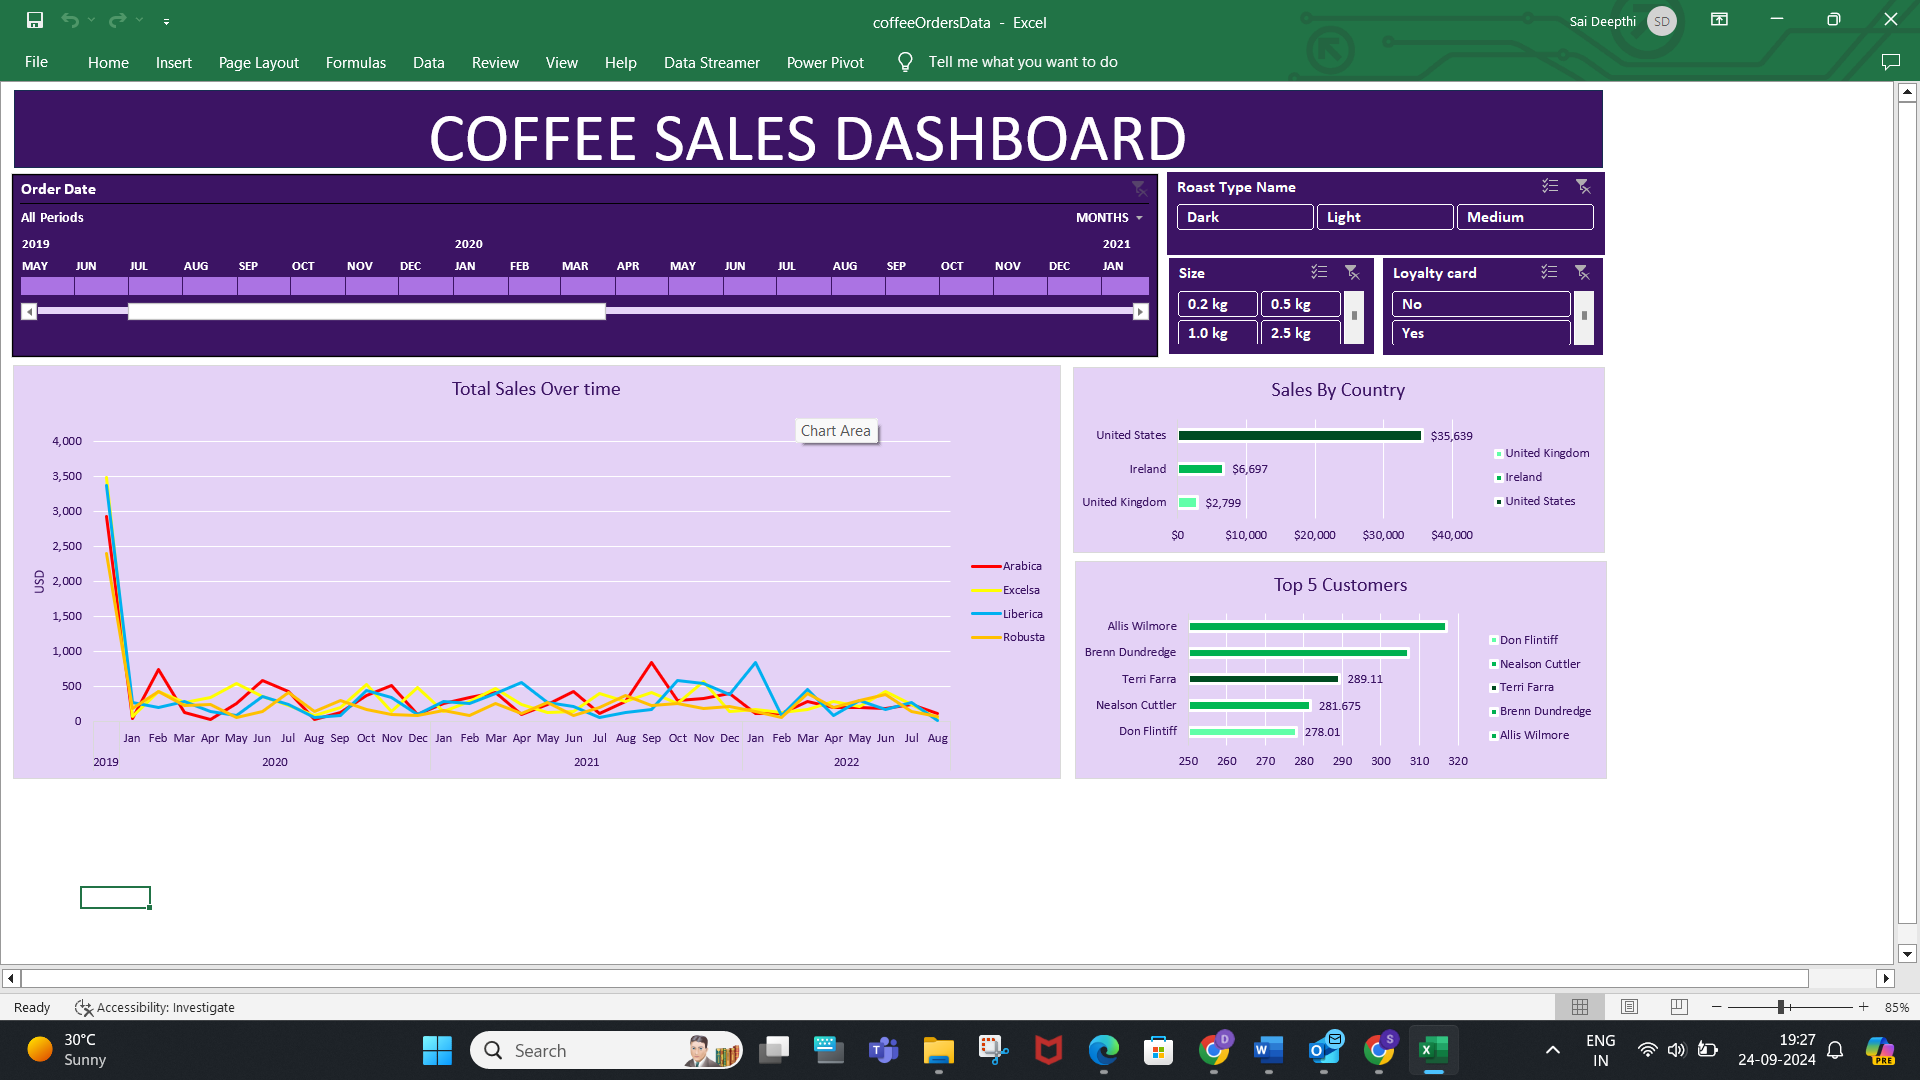 coffeeOrdersData - Excel
Sai Deepthi SD
File Home Insert Page Layout Formulas Data Review View Help Data Streamer Power Pivot Tell me what you want to do
COFFEE SALES DASHBOARD
Order Date
All Periods MONTHS
2019 2020 2021
MAY JUN JUL AUG SEP OCT NOV DEC JAN FEB MAR APR MAY JUN JUL AUG SEP OCT NOV DEC JAN
Roast Type Name
Dark Light Medium
Size
0.2 kg 0.5 kg
1.0 kg 2.5 kg
Loyalty card
No
Yes
Total Sales Over time
Chart Area
4,000
3,500
3,000
2,500
2,000
1,500
1,000
500
0
USD
Jan Feb Mar Apr May Jun Jul Aug Sep Oct Nov Dec Jan Feb Mar Apr May Jun Jul Aug Sep Oct Nov Dec Jan Feb Mar Apr May Jun Jul Aug
2019 2020 2021 2022
Arabica
Excelsa
Liberica
Robusta
Sales By Country
United States $35,639
Ireland $6,697
United Kingdom $2,799
$0 $10,000 $20,000 $30,000 $40,000
United Kingdom
Ireland
United States
Top 5 Customers
Allis Wilmore
Brenn Dundredge
Terri Farra 289.11
Nealson Cuttler 281.675
Don Flintiff 278.01
250 260 270 280 290 300 310 320
Don Flintiff
Nealson Cuttler
Terri Farra
Brenn Dundredge
Allis Wilmore
Ready Accessibility: Investigate 85%
30°C
Sunny
Search
D
S
ENG
IN
19:27
24-09-2024
PRE